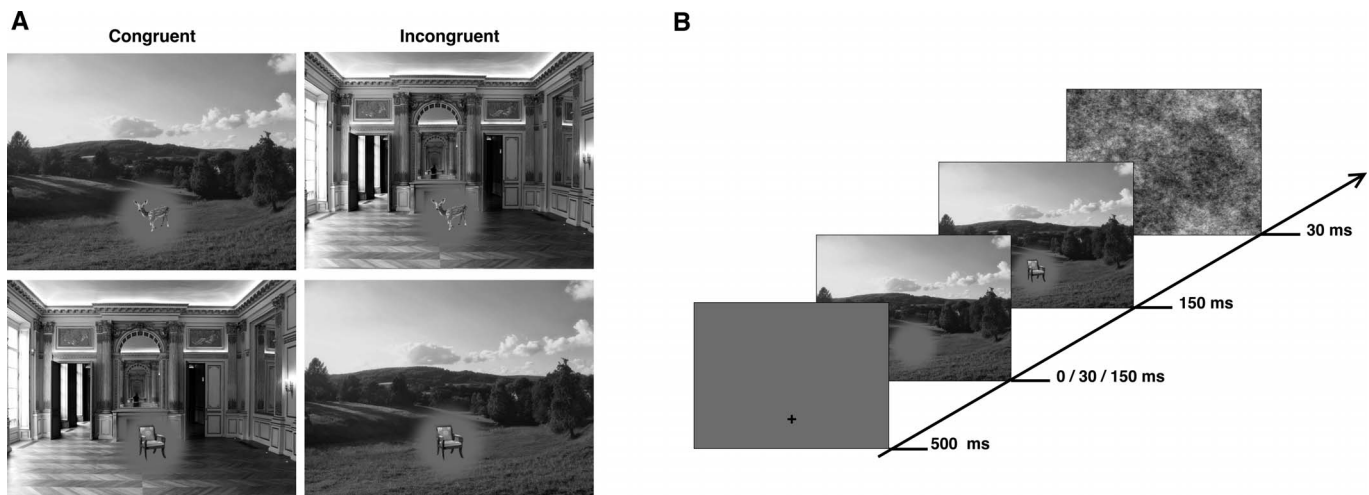 A
Congruent
Incongruent
B
30 ms
150 ms
0 / 30 / 150 ms
500 ms